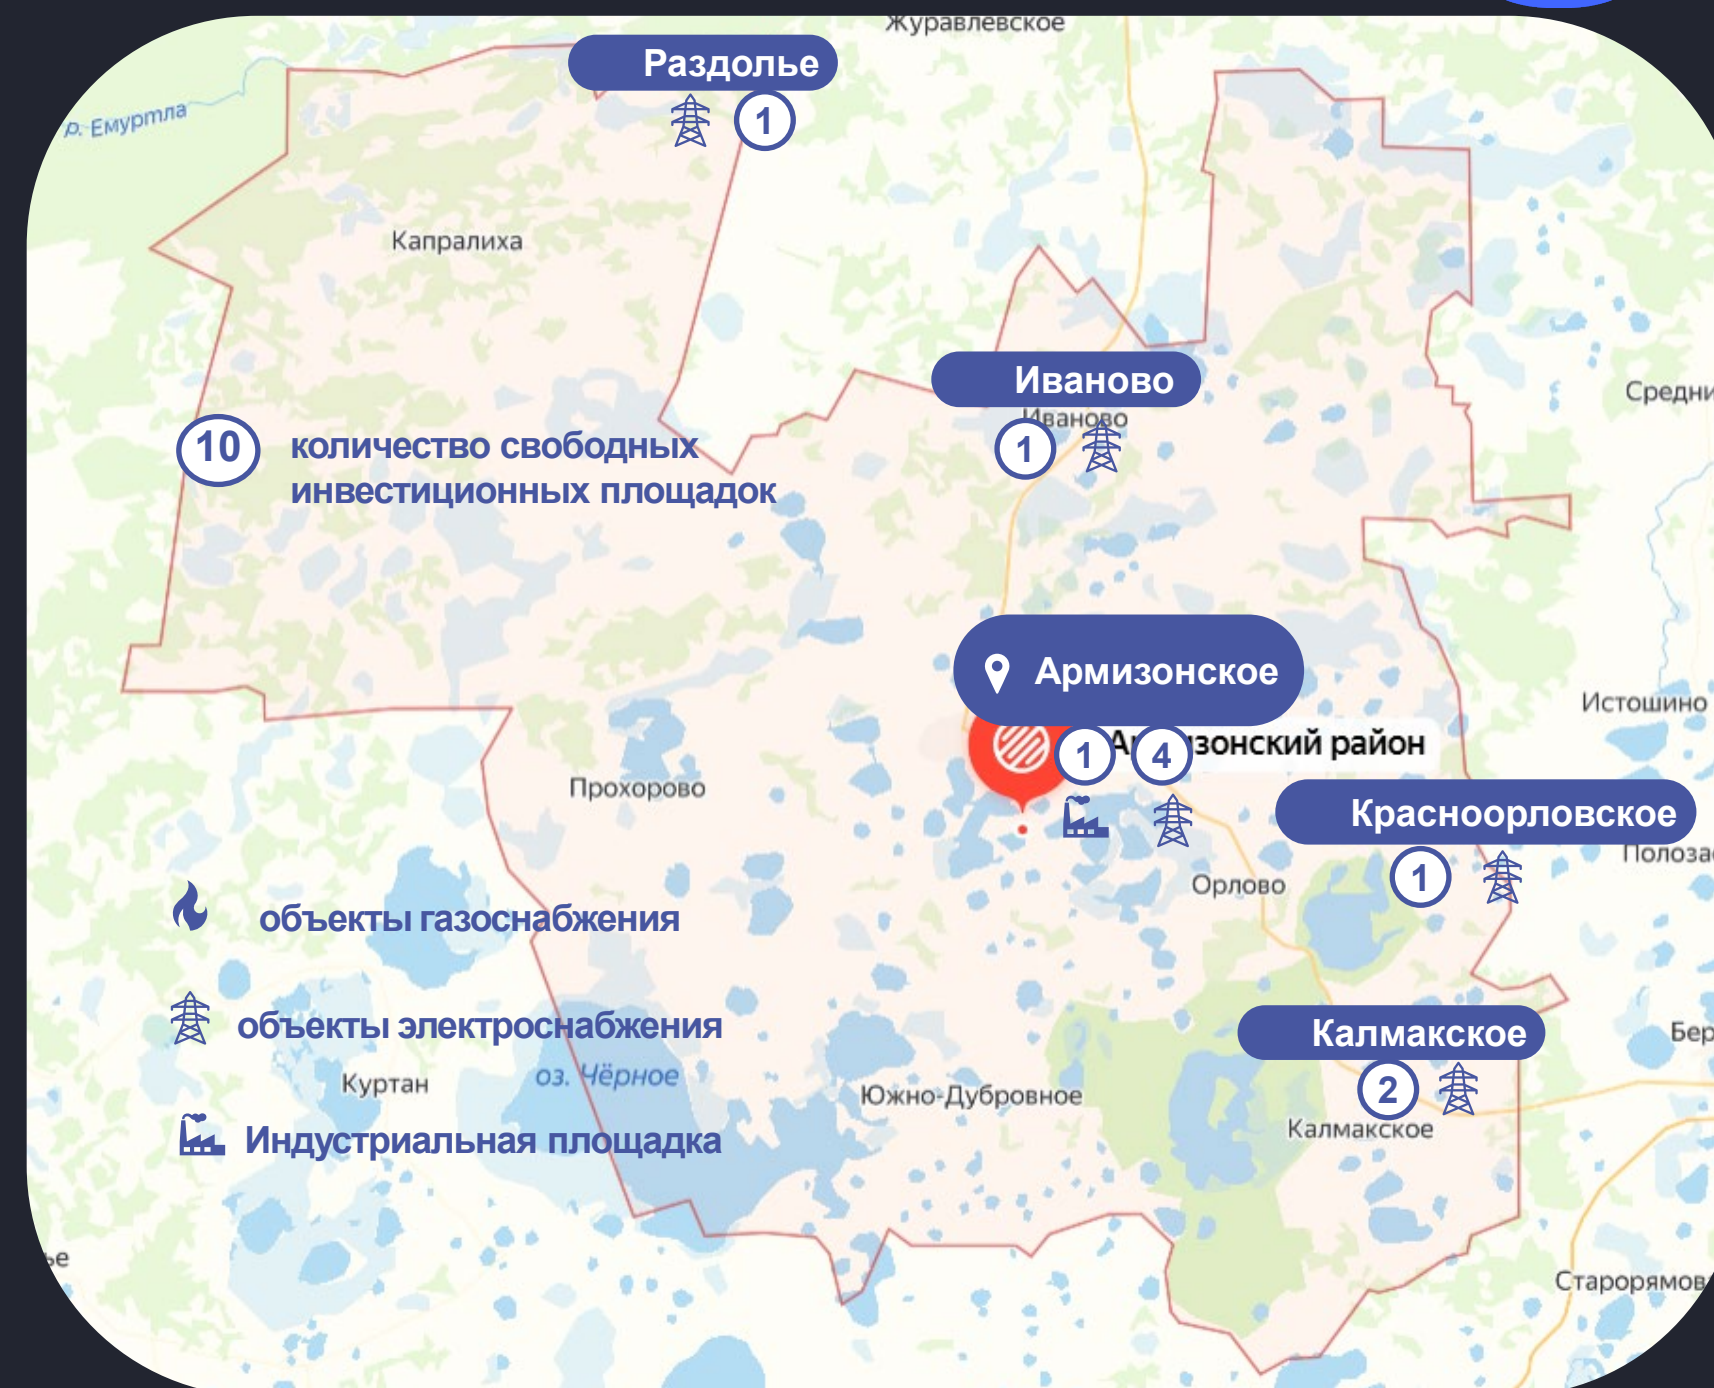 Журавлевское
Раздолье
1
р. Емуртла
Капралиха
Иваново
Иваново
1
Средни
10
количество свободных
инвестиционных площадок
Армизонское
Истошино
1
4
Армизонский район
Прохорово
Красноорловское
Полоза
1
Орлово
объекты газоснабжения
объекты электроснабжения
Калмакское
Бер
оз. Чёрное
Куртан
Южно-Дубровное
2
Калмакское
Индустриальная площадка
ье
Старорямов